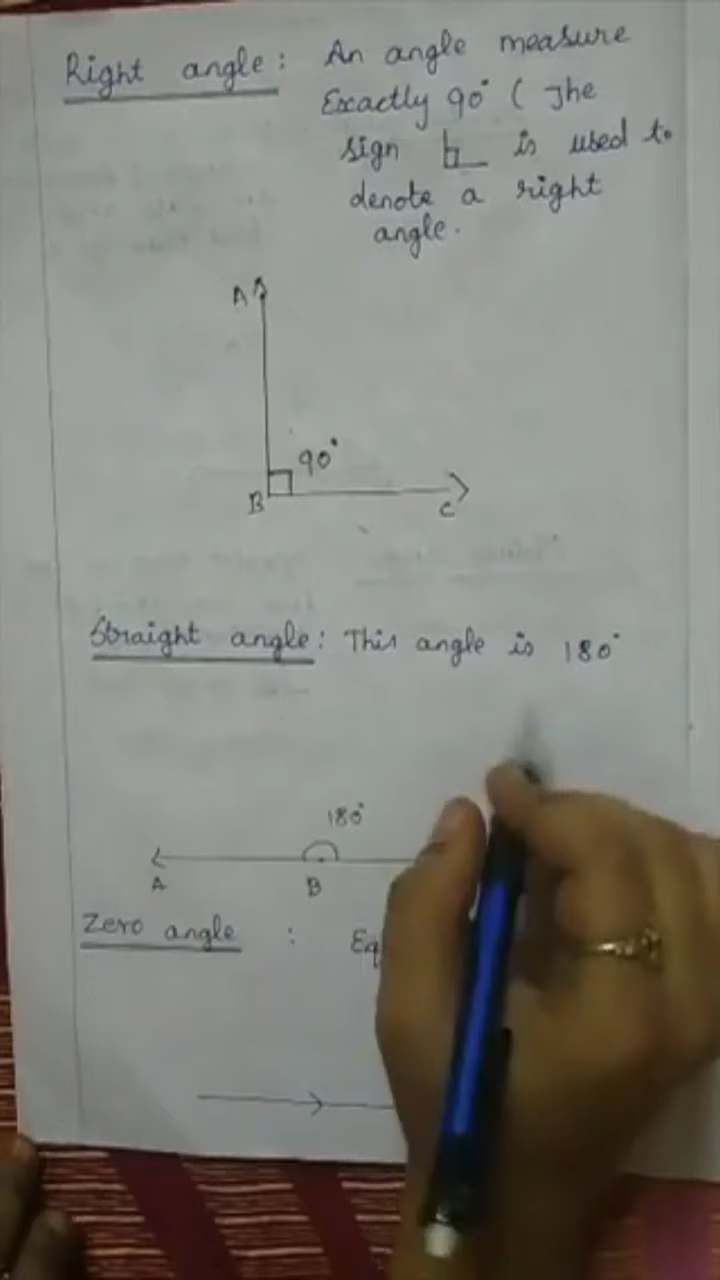 Right angle: An angle measure
Exactly 90° (The
sign is used to
denote a right
angle.
A
90°
B
C
Straight angle: This angle is 180°
180°
A B
Zero angle : Eq